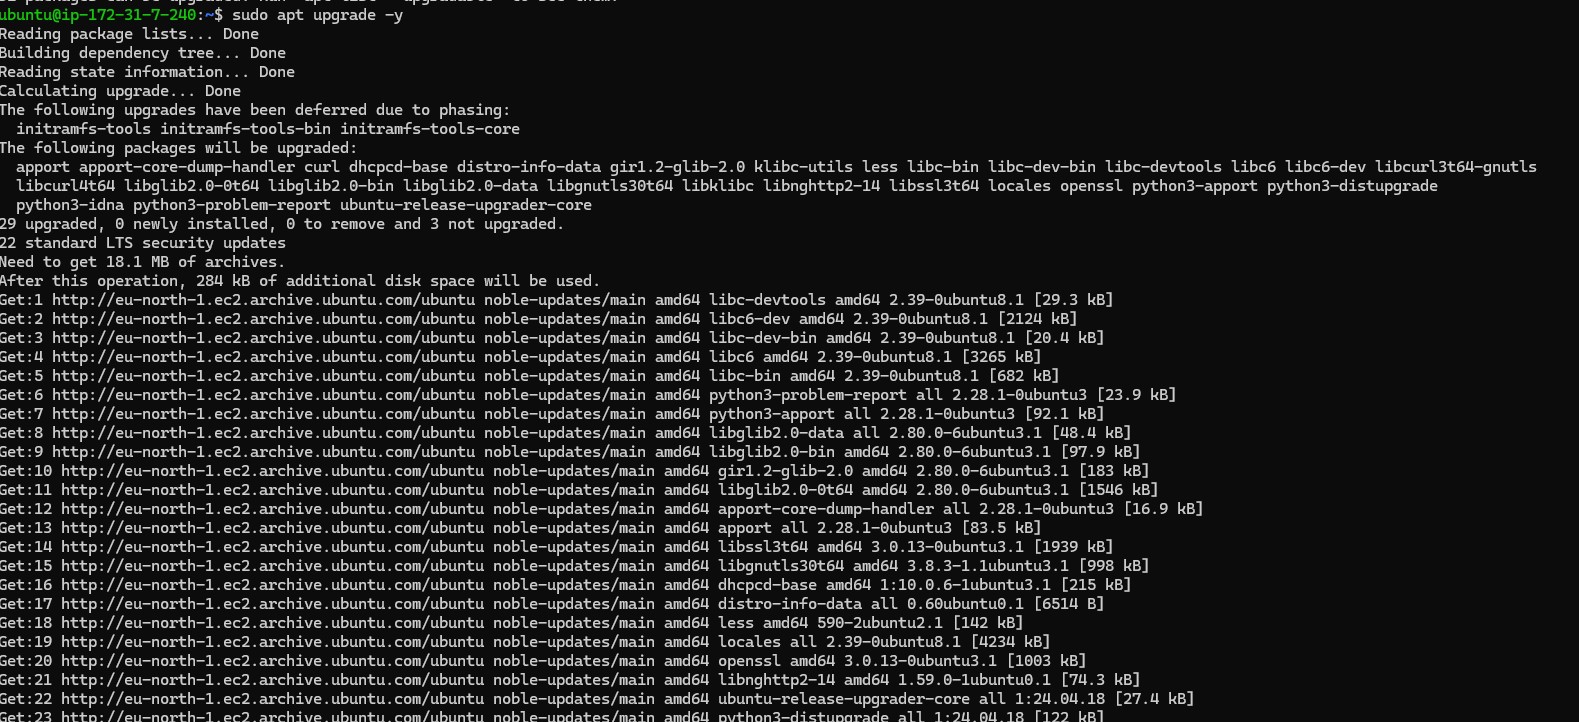 ubuntu@ip-172-31-7-240:~$ sudo apt upgrade -y
Reading package lists... Done
Building dependency tree... Done
Reading state information... Done
Calculating upgrade... Done
The following upgrades have been deferred due to phasing:
  initramfs-tools initramfs-tools-bin initramfs-tools-core
The following packages will be upgraded:
  apport apport-core-dump-handler curl dhcpcd-base distro-info-data gir1.2-glib-2.0 klibc-utils less libc-bin libc-dev-bin libc-devtools libc6 libc6-dev libcurl3t64-gnutls
  libcurl4t64 libglib2.0-0t64 libglib2.0-bin libglib2.0-data libgnutls30t64 libklibc libnghttp2-14 libssl3t64 locales openssl python3-apport python3-distupgrade
  python3-idna python3-problem-report ubuntu-release-upgrader-core
29 upgraded, 0 newly installed, 0 to remove and 3 not upgraded.
22 standard LTS security updates
Need to get 18.1 MB of archives.
After this operation, 284 kB of additional disk space will be used.
Get:1 http://eu-north-1.ec2.archive.ubuntu.com/ubuntu noble-updates/main amd64 libc-devtools amd64 2.39-0ubuntu8.1 [29.3 kB]
Get:2 http://eu-north-1.ec2.archive.ubuntu.com/ubuntu noble-updates/main amd64 libc6-dev amd64 2.39-0ubuntu8.1 [2124 kB]
Get:3 http://eu-north-1.ec2.archive.ubuntu.com/ubuntu noble-updates/main amd64 libc-dev-bin amd64 2.39-0ubuntu8.1 [20.4 kB]
Get:4 http://eu-north-1.ec2.archive.ubuntu.com/ubuntu noble-updates/main amd64 libc6 amd64 2.39-0ubuntu8.1 [3265 kB]
Get:5 http://eu-north-1.ec2.archive.ubuntu.com/ubuntu noble-updates/main amd64 libc-bin amd64 2.39-0ubuntu8.1 [682 kB]
Get:6 http://eu-north-1.ec2.archive.ubuntu.com/ubuntu noble-updates/main amd64 python3-problem-report all 2.28.1-0ubuntu3 [23.9 kB]
Get:7 http://eu-north-1.ec2.archive.ubuntu.com/ubuntu noble-updates/main amd64 python3-apport all 2.28.1-0ubuntu3 [92.1 kB]
Get:8 http://eu-north-1.ec2.archive.ubuntu.com/ubuntu noble-updates/main amd64 libglib2.0-data all 2.80.0-6ubuntu3.1 [48.4 kB]
Get:9 http://eu-north-1.ec2.archive.ubuntu.com/ubuntu noble-updates/main amd64 libglib2.0-bin amd64 2.80.0-6ubuntu3.1 [97.9 kB]
Get:10 http://eu-north-1.ec2.archive.ubuntu.com/ubuntu noble-updates/main amd64 gir1.2-glib-2.0 amd64 2.80.0-6ubuntu3.1 [183 kB]
Get:11 http://eu-north-1.ec2.archive.ubuntu.com/ubuntu noble-updates/main amd64 libglib2.0-0t64 amd64 2.80.0-6ubuntu3.1 [1546 kB]
Get:12 http://eu-north-1.ec2.archive.ubuntu.com/ubuntu noble-updates/main amd64 apport-core-dump-handler all 2.28.1-0ubuntu3 [16.9 kB]
Get:13 http://eu-north-1.ec2.archive.ubuntu.com/ubuntu noble-updates/main amd64 apport all 2.28.1-0ubuntu3 [83.5 kB]
Get:14 http://eu-north-1.ec2.archive.ubuntu.com/ubuntu noble-updates/main amd64 libssl3t64 amd64 3.0.13-0ubuntu3.1 [1939 kB]
Get:15 http://eu-north-1.ec2.archive.ubuntu.com/ubuntu noble-updates/main amd64 libgnutls30t64 amd64 3.8.3-1.1ubuntu3.1 [998 kB]
Get:16 http://eu-north-1.ec2.archive.ubuntu.com/ubuntu noble-updates/main amd64 dhcpcd-base amd64 1:10.0.6-1ubuntu3.1 [215 kB]
Get:17 http://eu-north-1.ec2.archive.ubuntu.com/ubuntu noble-updates/main amd64 distro-info-data all 0.60ubuntu0.1 [6514 B]
Get:18 http://eu-north-1.ec2.archive.ubuntu.com/ubuntu noble-updates/main amd64 less amd64 590-2ubuntu2.1 [142 kB]
Get:19 http://eu-north-1.ec2.archive.ubuntu.com/ubuntu noble-updates/main amd64 locales all 2.39-0ubuntu8.1 [4234 kB]
Get:20 http://eu-north-1.ec2.archive.ubuntu.com/ubuntu noble-updates/main amd64 openssl amd64 3.0.13-0ubuntu3.1 [1003 kB]
Get:21 http://eu-north-1.ec2.archive.ubuntu.com/ubuntu noble-updates/main amd64 libnghttp2-14 amd64 1.59.0-1ubuntu0.1 [74.3 kB]
Get:22 http://eu-north-1.ec2.archive.ubuntu.com/ubuntu noble-updates/main amd64 ubuntu-release-upgrader-core all 1:24.04.18 [27.4 kB]
Get:23 http://eu-north-1.ec2.archive.ubuntu.com/ubuntu noble-updates/main amd64 python3-distupgrade all 1:24.04.18 [122 kB]